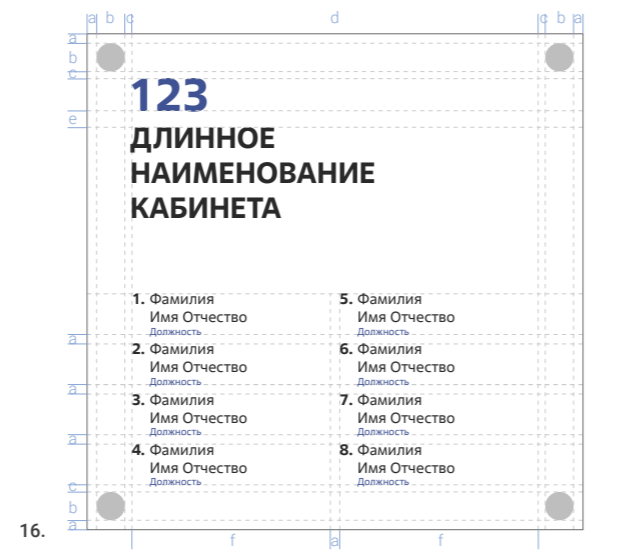 a b c d c b a
a
b
c
123
e
ДЛИННОЕ
НАИМЕНОВАНИЕ
КАБИНЕТА
1. Фамилия
Имя Отчество
Должность
a
2. Фамилия
Имя Отчество
Должность
a
3. Фамилия
Имя Отчество
Должность
a
4. Фамилия
Имя Отчество
Должность
5. Фамилия
Имя Отчество
Должность
6. Фамилия
Имя Отчество
Должность
7. Фамилия
Имя Отчество
Должность
8. Фамилия
Имя Отчество
Должность
c
b
a
16.
f a f